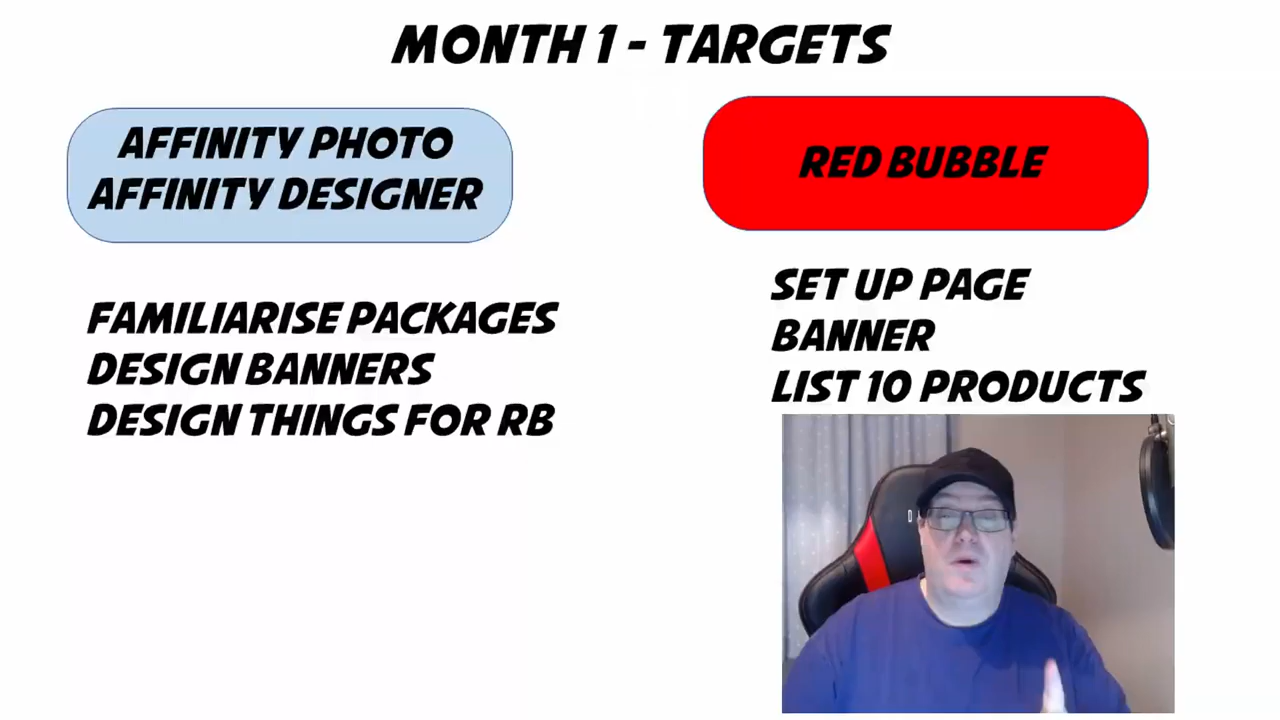 MONTH 1 - TARGETS
AFFINITY PHOTO
AFFINITY DESIGNER
RED BUBBLE
FAMILIARISE PACKAGES
DESIGN BANNERS
DESIGN THINGS FOR RB
SET UP PAGE
BANNER
LIST 10 PRODUCTS